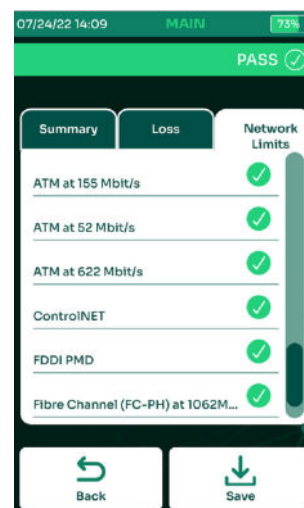 07/24/22 14:09 MAIN 73%
PASS
Summary Loss Network
Limits
ATM at 155 Mbit/s
ATM at 52 Mbit/s
ATM at 622 Mbit/s
ControlNET
FDDI PMD
Fibre Channel (FC-PH) at 1062M...
Back Save